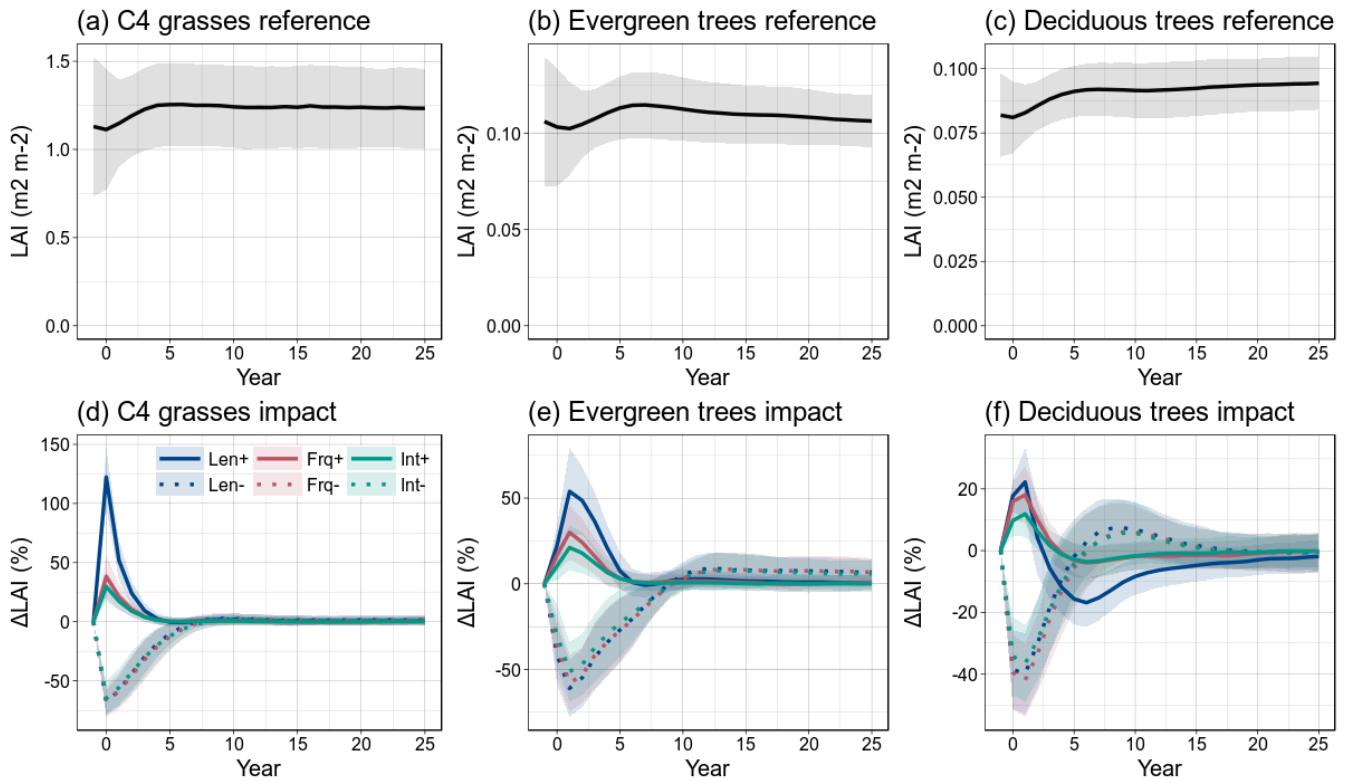 (a) C4 grasses reference
(b) Evergreen trees reference
(c) Deciduous trees reference
LAI (m2 m-2)
1.5
1.0
0.5
0.0
0 5 10 15 20 25
Year
LAI (m2 m-2)
0.10
0.05
0.00
0 5 10 15 20 25
Year
LAI (m2 m-2)
0.100
0.075
0.050
0.025
0.000
0 5 10 15 20 25
Year
(d) C4 grasses impact
(e) Evergreen trees impact
(f) Deciduous trees impact
ΔLAI (%)
150
100
50
0
-50
Len+ Frq+ Int+
Len- Frq- Int-
0 5 10 15 20 25
Year
ΔLAI (%)
50
0
-50
0 5 10 15 20 25
Year
ΔLAI (%)
20
0
-20
-40
0 5 10 15 20 25
Year